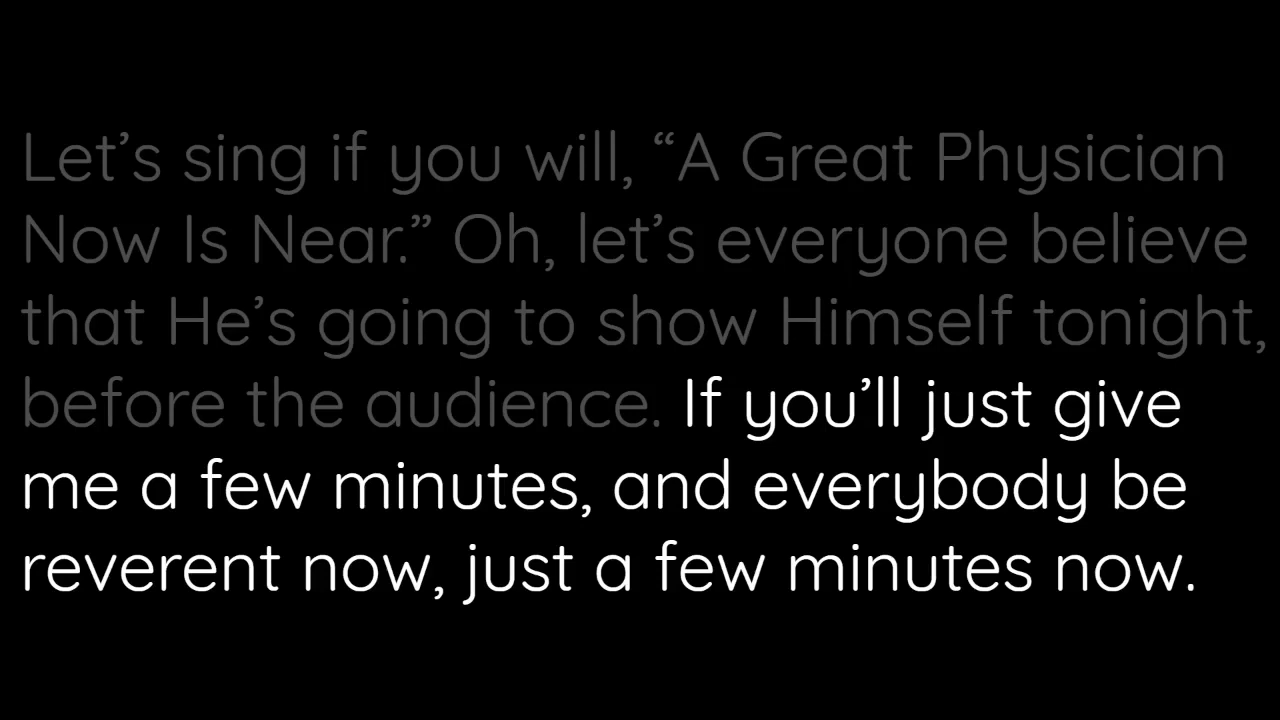 Let’s sing if you will, “A Great Physician
Now Is Near.” Oh, let’s everyone believe
that He’s going to show Himself tonight,
before the audience. If you’ll just give
me a few minutes, and everybody be
reverent now, just a few minutes now.